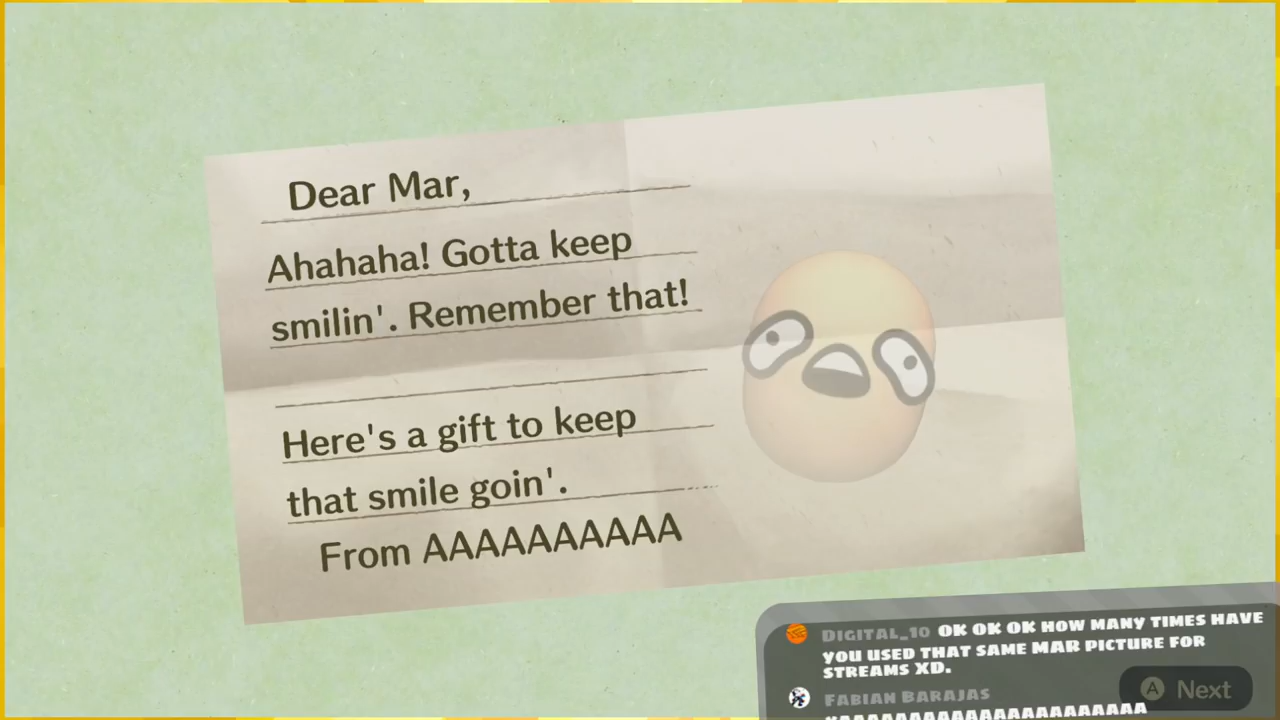 Dear Mar,
Ahahaha! Gotta keep
smilin'. Remember that!
Here's a gift to keep
that smile goin'.
From AAAAAAAAAA
DIGITAL_10 OK OK OK HOW MANY TIMES HAVE
YOU USED THAT SAME MAR PICTURE FOR
STREAMS XD.
A Next
FABIAN BARAJAS